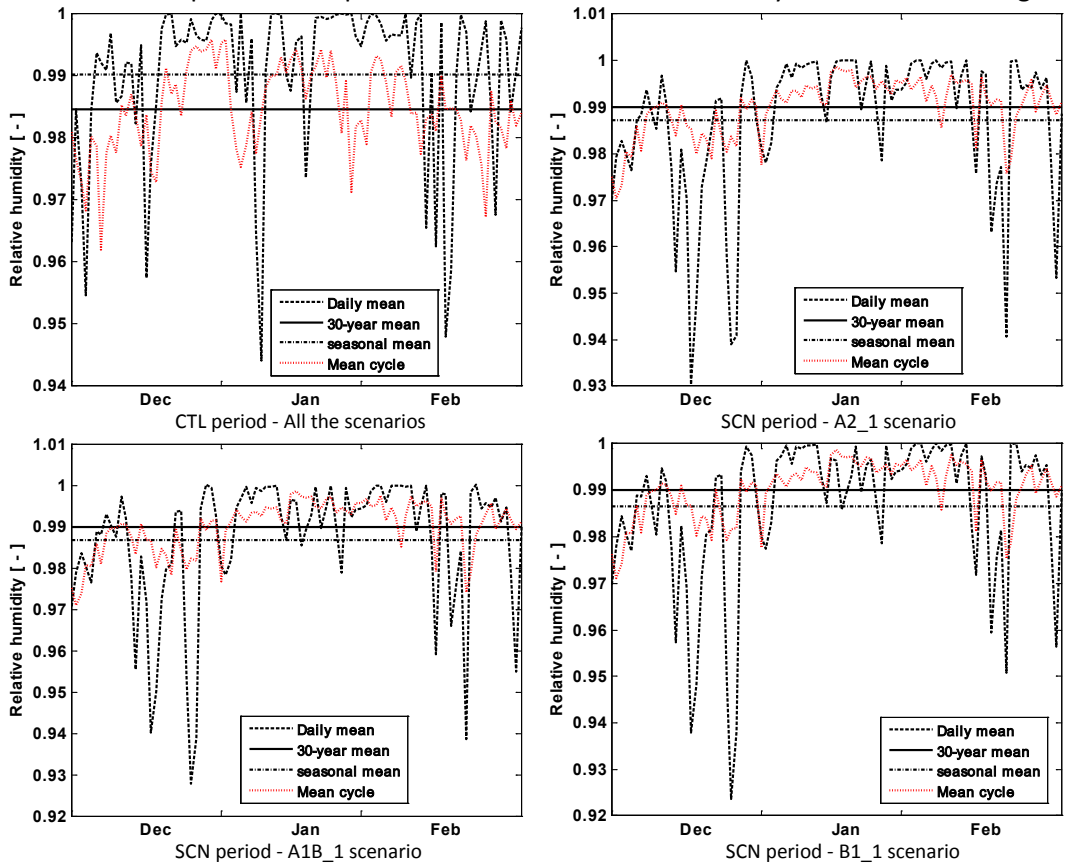 1
0.99
0.98
0.97
0.96
0.95
0.94
Relative humidity [ - ]
Daily mean
30-year mean
seasonal mean
Mean cycle
Dec Jan Feb
CTL period - All the scenarios
1.01
1
0.99
0.98
0.97
0.96
0.95
0.94
0.93
Relative humidity [ - ]
Daily mean
30-year mean
seasonal mean
Mean cycle
Dec Jan Feb
SCN period - A2_1 scenario
1.01
1
0.99
0.98
0.97
0.96
0.95
0.94
0.93
0.92
Relative humidity [ - ]
Daily mean
30-year mean
seasonal mean
Mean cycle
Dec Jan Feb
SCN period - A1B_1 scenario
1
0.99
0.98
0.97
0.96
0.95
0.94
0.93
0.92
Relative humidity [ - ]
Daily mean
30-year mean
seasonal mean
Mean cycle
Dec Jan Feb
SCN period - B1_1 scenario